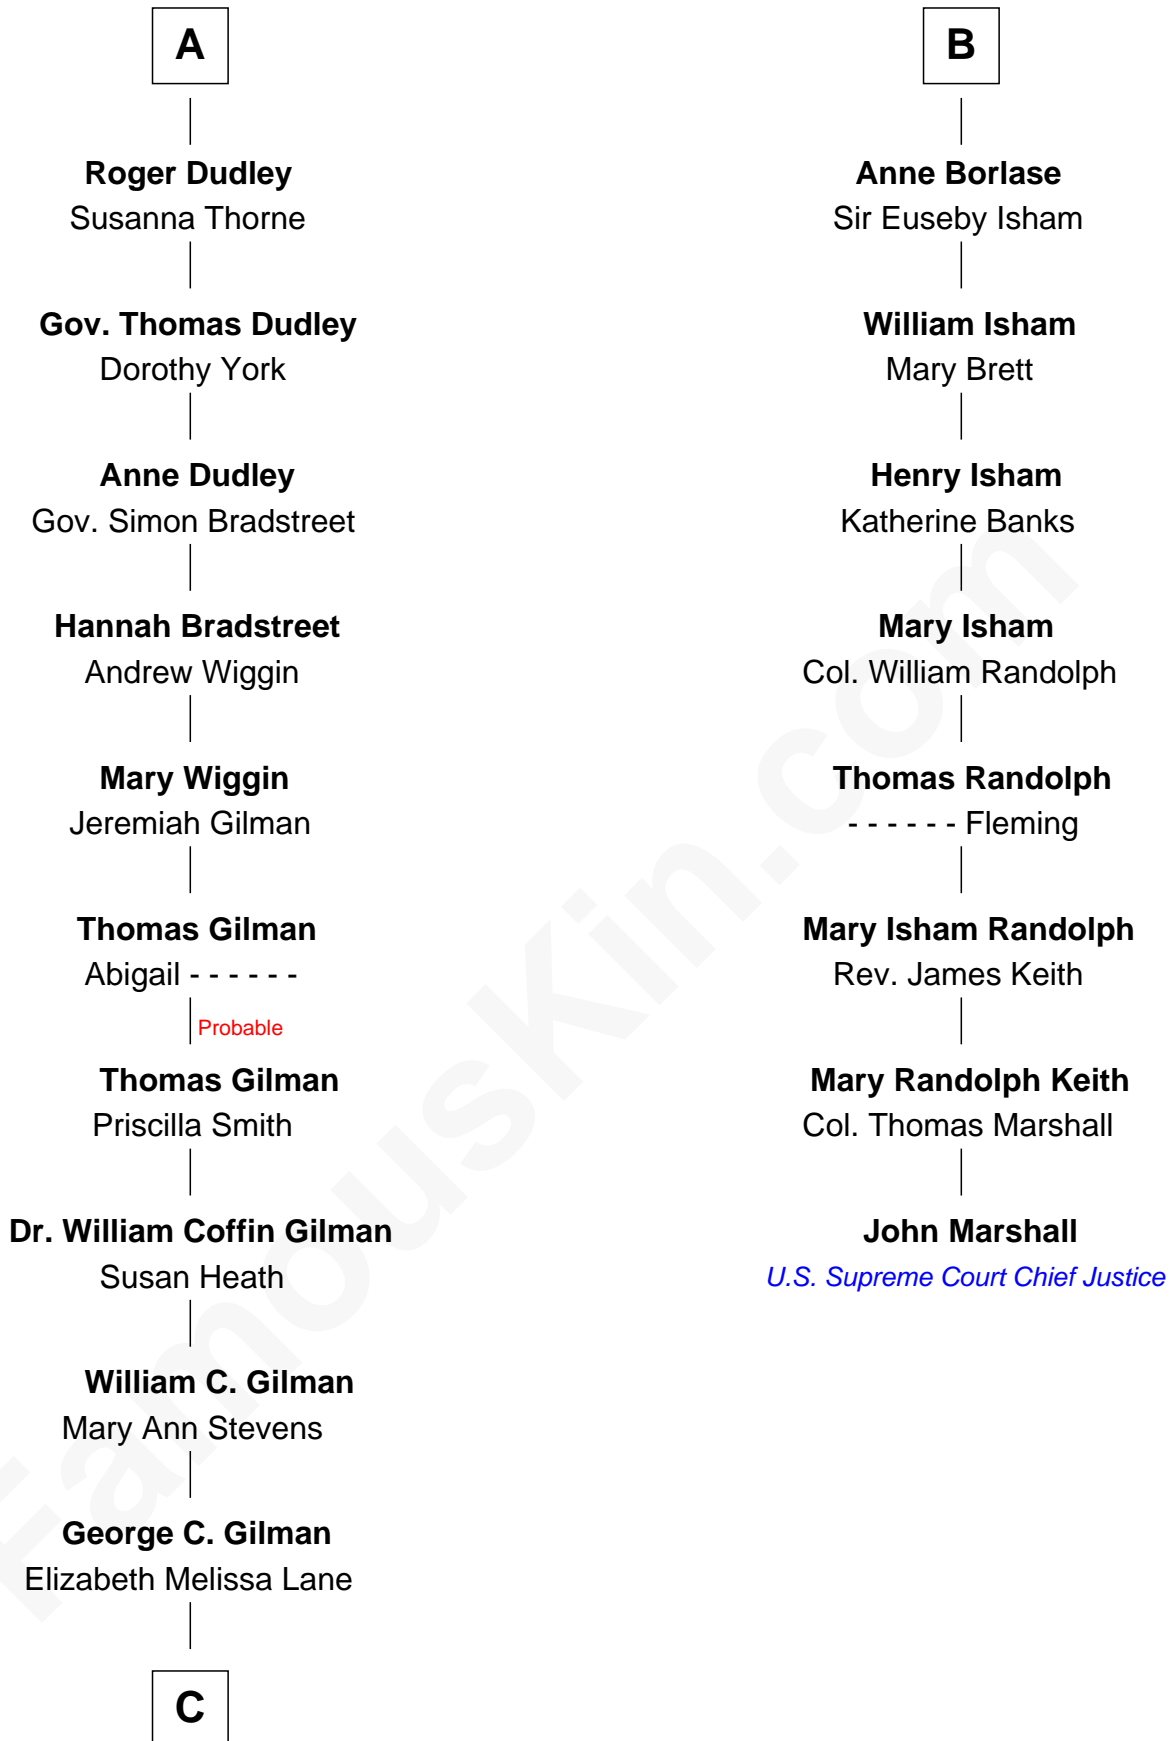 A
Roger Dudley
Susanna Thorne
Gov. Thomas Dudley
Dorothy York
Anne Dudley
Gov. Simon Bradstreet
Hannah Bradstreet
Andrew Wiggin
Mary Wiggin
Jeremiah Gilman
Thomas Gilman
Abigail - - - - - -
Probable
Thomas Gilman
Priscilla Smith
Dr. William Coffin Gilman
Susan Heath
William C. Gilman
Mary Ann Stevens
George C. Gilman
Elizabeth Melissa Lane
C
B
Anne Borlase
Sir Euseby Isham
William Isham
Mary Brett
Henry Isham
Katherine Banks
Mary Isham
Col. William Randolph
Thomas Randolph
- - - - - - Fleming
Mary Isham Randolph
Rev. James Keith
Mary Randolph Keith
Col. Thomas Marshall
John Marshall
U.S. Supreme Court Chief Justice
FamousKin.com